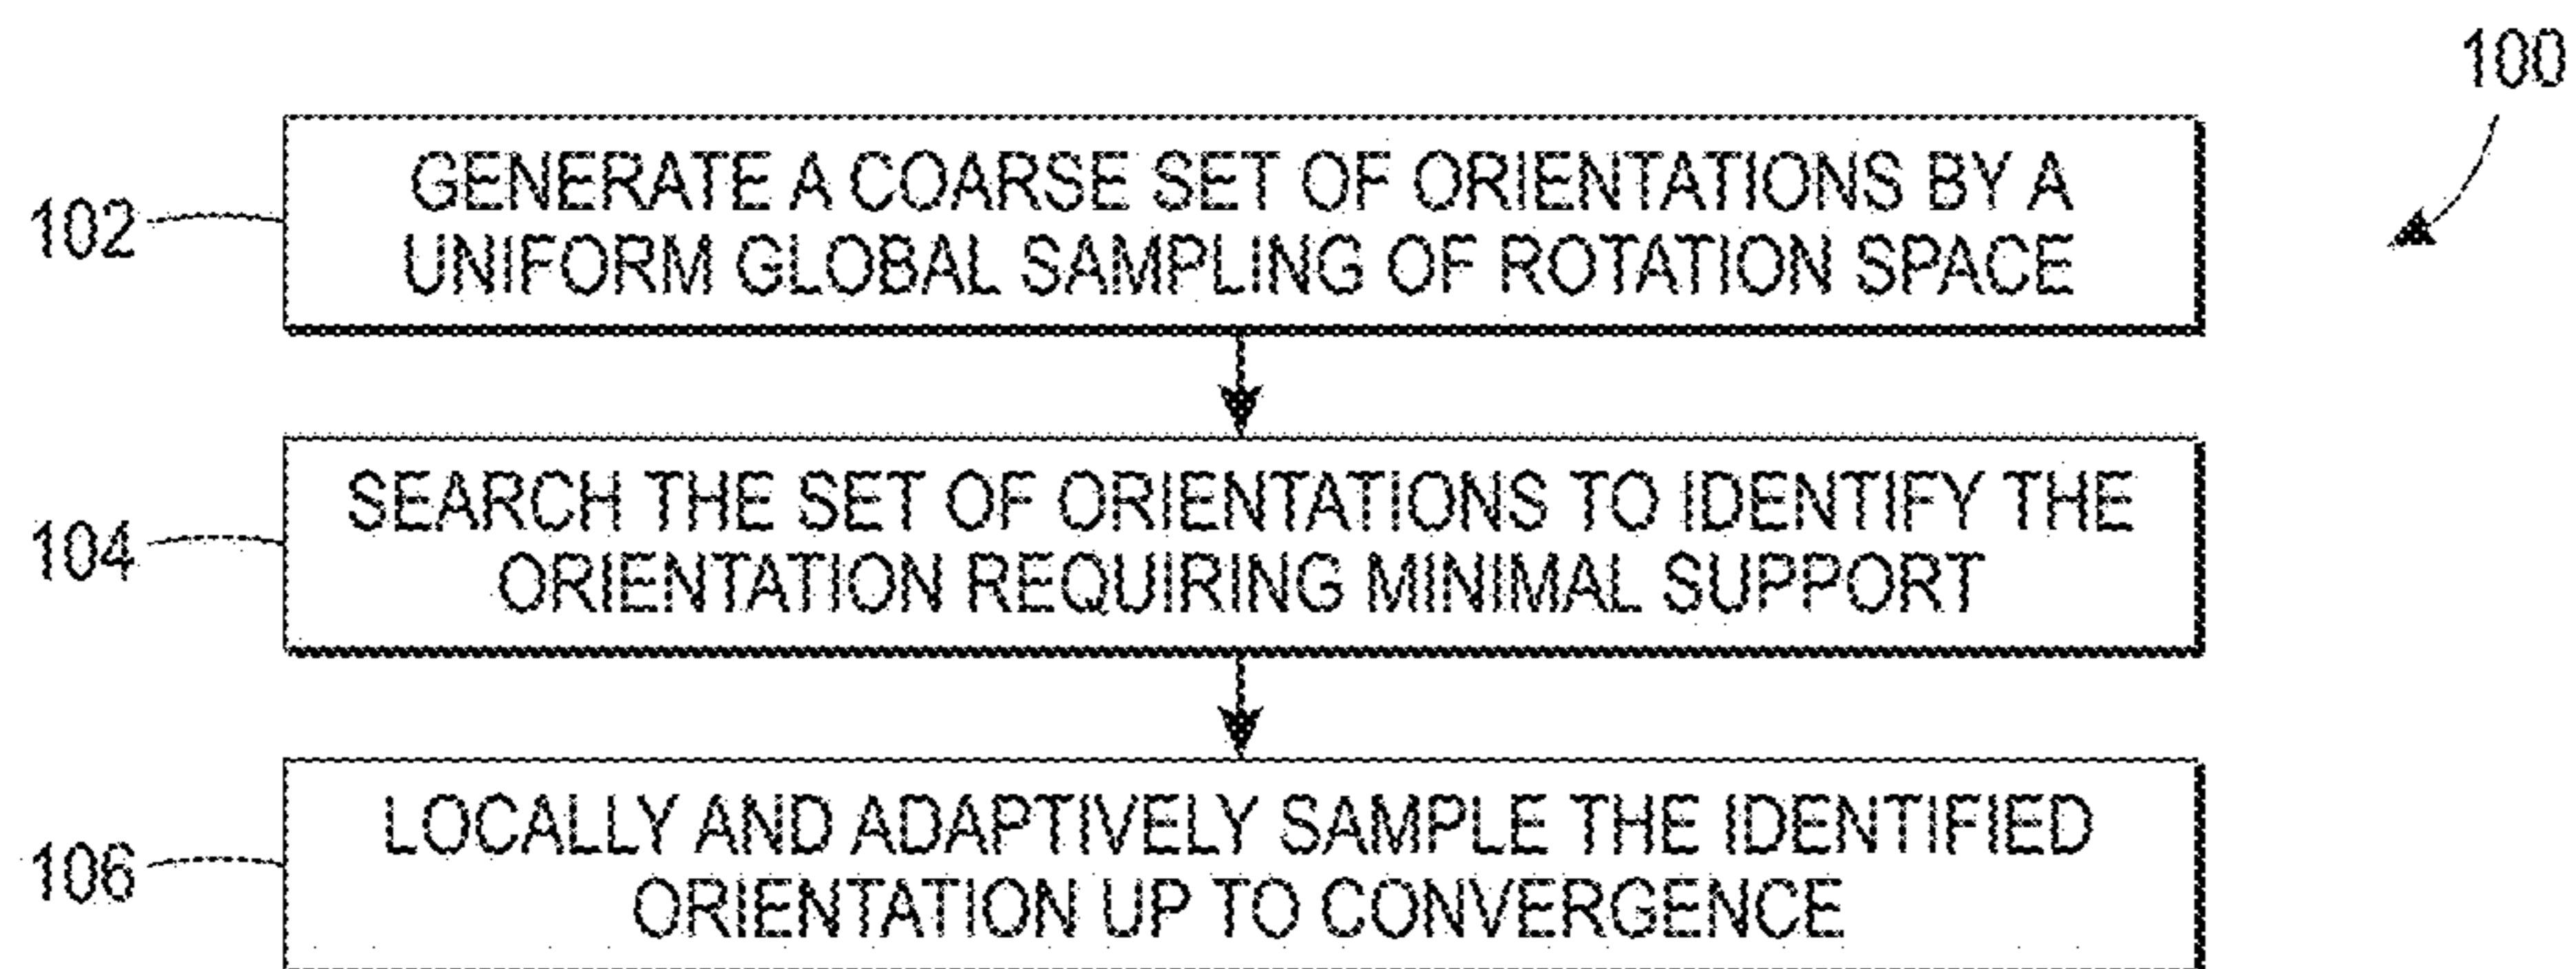 100
102
GENERATE A COARSE SET OF ORIENTATIONS BY A
UNIFORM GLOBAL SAMPLING OF ROTATION SPACE
104
SEARCH THE SET OF ORIENTATIONS TO IDENTIFY THE
ORIENTATION REQUIRING MINIMAL SUPPORT
106
LOCALLY AND ADAPTIVELY SAMPLE THE IDENTIFIED
ORIENTATION UP TO CONVERGENCE